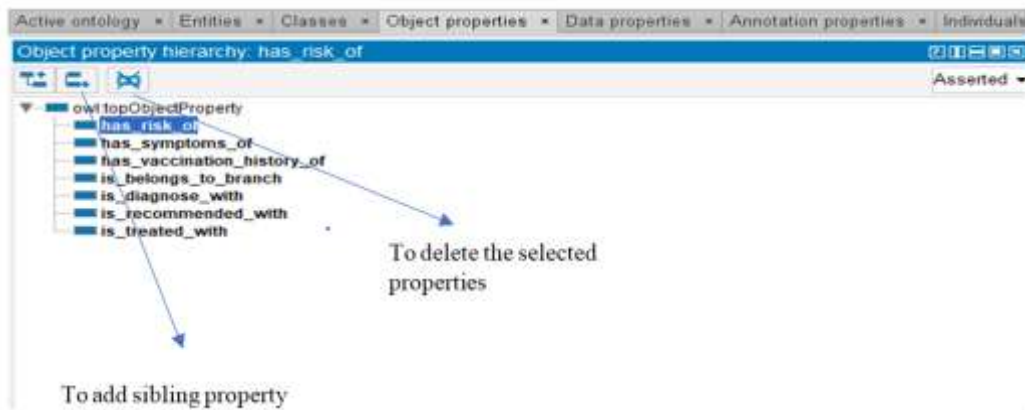 Active ontology × Entities × Classes × Object properties × Data properties × Annotation properties × Individuals
Object property hierarchy: has_risk_of
Asserted
owl:topObjectProperty
has_risk_of
has_symptoms_of
has_vaccination_history_of
is_belongs_to_branch
is_diagnose_with
is_recommended_with
is_treated_with
To delete the selected
properties
To add sibling property